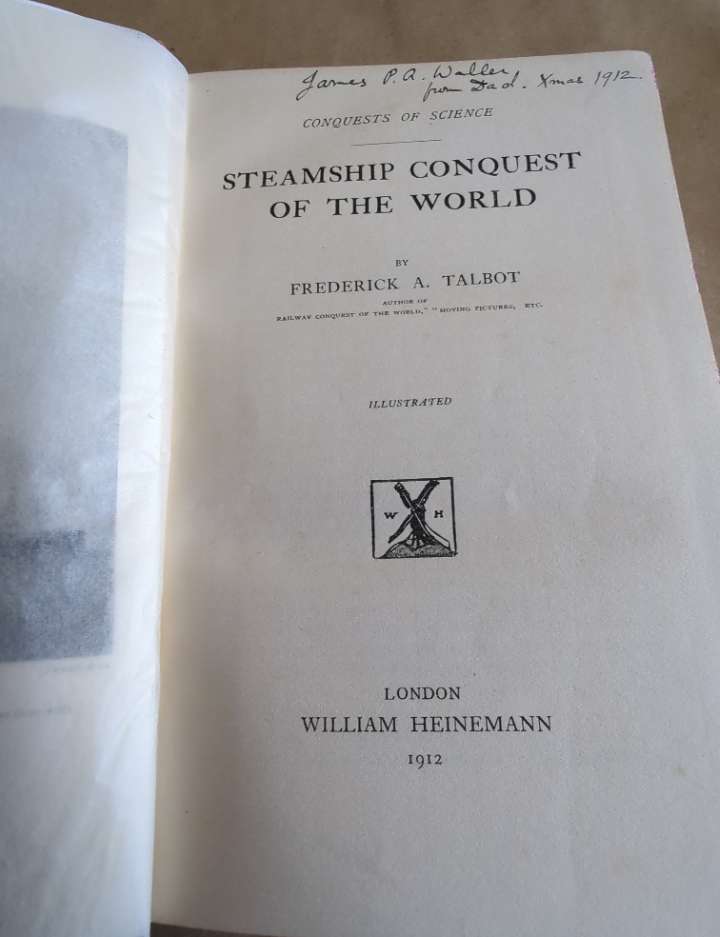 James P. A. Waller
from Dad. Xmas 1912.
CONQUESTS OF SCIENCE
STEAMSHIP CONQUEST
OF THE WORLD
BY
FREDERICK A. TALBOT
AUTHOR OF
RAILWAY CONQUEST OF THE WORLD," "MOVING PICTURES, ETC.
ILLUSTRATED
W H
LONDON
WILLIAM HEINEMANN
1912